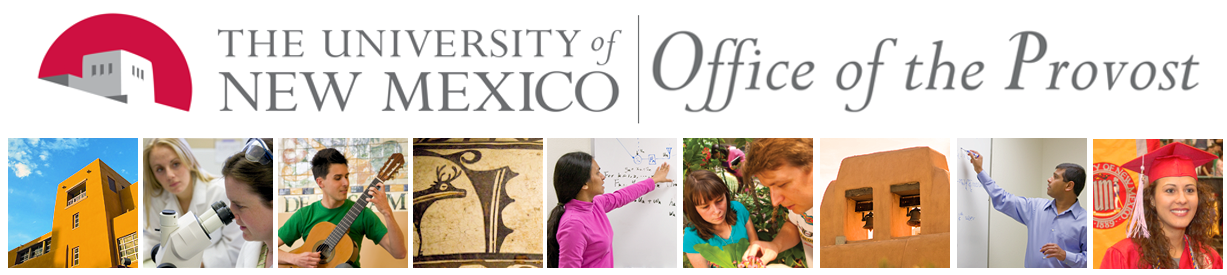 THE UNIVERSITY of
NEW MEXICO
Office of the Provost